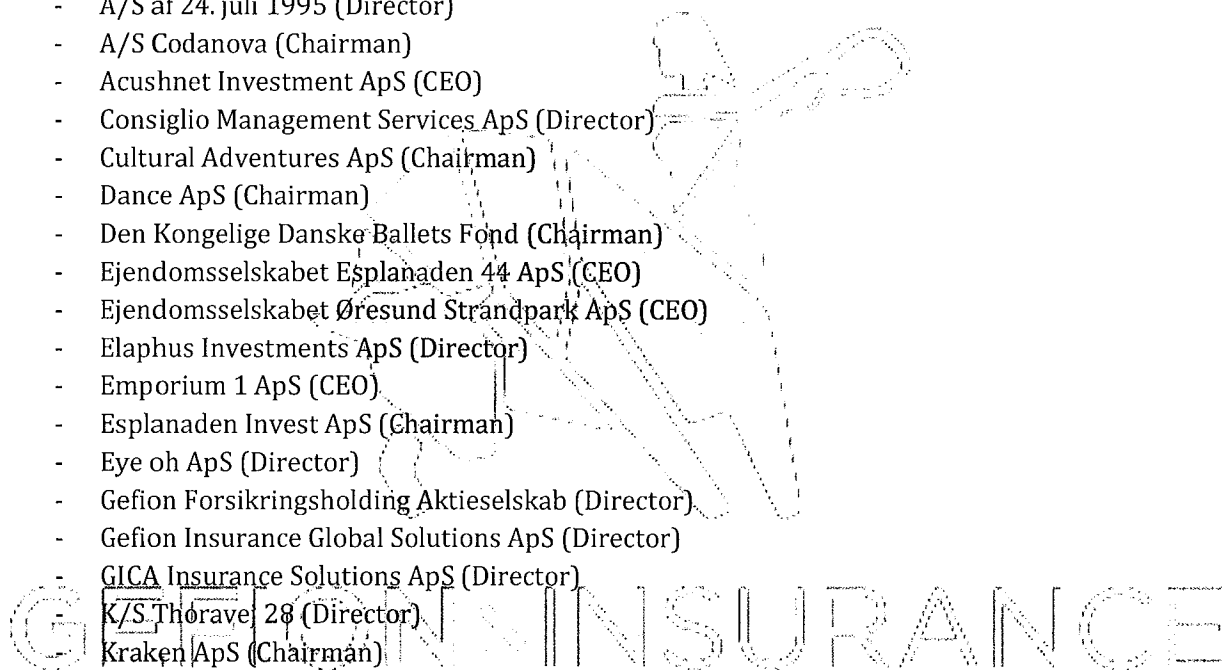 - A/S af 24. juli 1995 (Director)
- A/S Codanova (Chairman)
- Acushnet Investment ApS (CEO)
- Consiglio Management Services ApS (Director)
- Cultural Adventures ApS (Chairman)
- Dance ApS (Chairman)
- Den Kongelige Danske Ballets Fond (Chairman)
- Ejendomsselskabet Esplanaden 44 ApS (CEO)
- Ejendomsselskabet Øresund Strandpark ApS (CEO)
- Elaphus Investments ApS (Director)
- Emporium 1 ApS (CEO)
- Esplanaden Invest ApS (Chairman)
- Eye oh ApS (Director)
- Gefion Forsikringsholding Aktieselskab (Director)
- Gefion Insurance Global Solutions ApS (Director)
- GICA Insurance Solutions ApS (Director)
- K/S Thoravej 28 (Director)
- Kraken ApS (Chairman)
GEFION INSURANCE